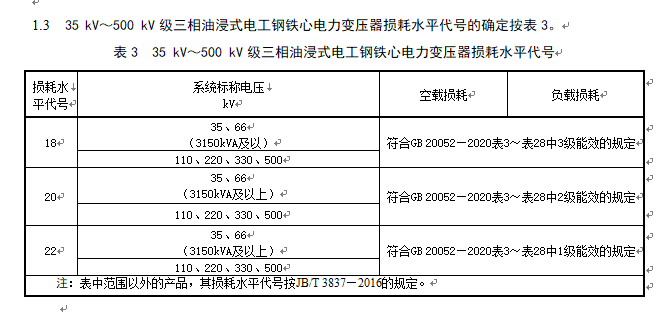 1.3 35 kV～500 kV 级三相油浸式电工钢铁心电力变压器损耗水平代号的确定按表 3。
表 3 35 kV～500 kV 级三相油浸式电工钢铁心电力变压器损耗水平代号
损耗水
平代号
系统标称电压
kV
空载损耗
负载损耗
18
35、66
（3150kVA及以）
110、220、330、500
符合GB 20052－2020表3～表28中3级能效的规定
20
35、66
（3150kVA及以上）
110、220、330、500
符合GB 20052－2020表3～表28中2级能效的规定
22
35、66
（3150kVA及以上）
110、220、330、500
符合GB 20052－2020表3～表28中1级能效的规定
注：表中范围以外的产品，其损耗水平代号按JB/T 3837－2016的规定。